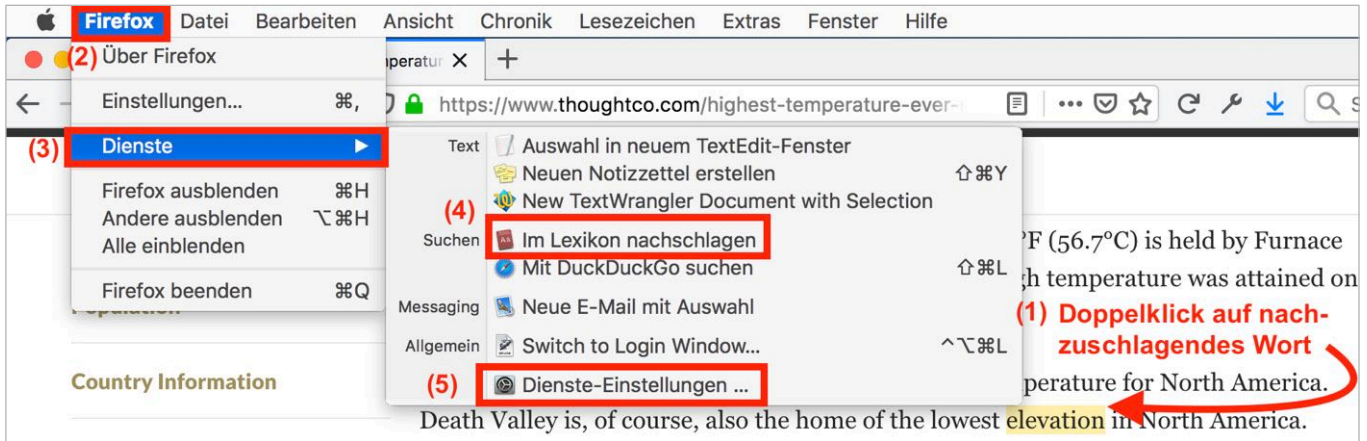 Firefox Datei Bearbeiten Ansicht Chronik Lesezeichen Extras Fenster Hilfe
(2) Über Firefox
Einstellungen... ⌘,
(3) Dienste ▶
Firefox ausblenden ⌘H
Andere ausblenden ⌥⌘H
Alle einblenden
Firefox beenden ⌘Q
https://www.thoughtco.com/highest-temperature-ever-
Text Auswahl in neuem TextEdit-Fenster
Neuen Notizzettel erstellen ⇧⌘Y
New TextWrangler Document with Selection
(4)
Suchen Im Lexikon nachschlagen
Mit DuckDuckGo suchen ⇧⌘L
Messaging Neue E-Mail mit Auswahl
Allgemein Switch to Login Window... ^⌥⌘L
(5) Dienste-Einstellungen ...
°F (56.7°C) is held by Furnace
gh temperature was attained on
(1) Doppelklick auf nach-
zuschlagendes Wort
perature for North America.
Country Information
Death Valley is, of course, also the home of the lowest elevation in North America.